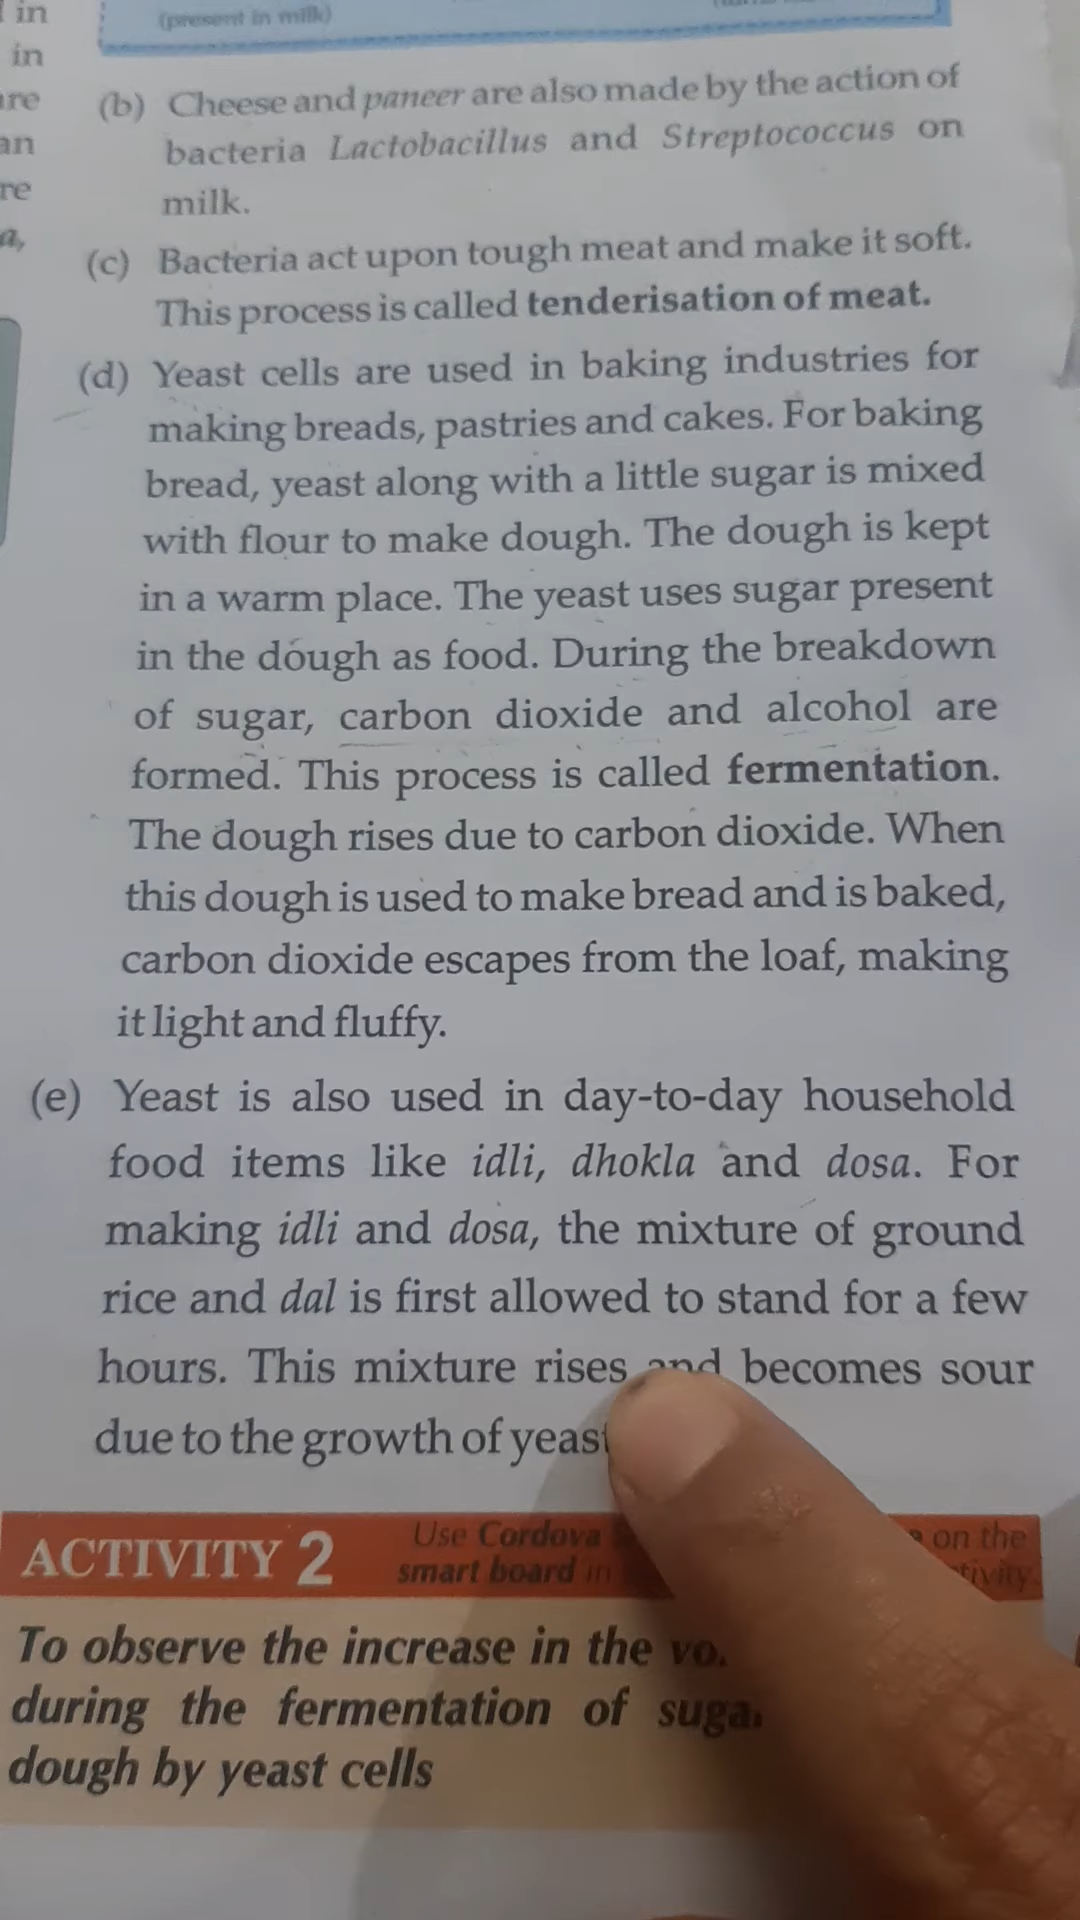 in
in
are
an
re
a,
(present in milk)
(b) Cheese and paneer are also made by the action of
bacteria Lactobacillus and Streptococcus on
milk.
(c) Bacteria act upon tough meat and make it soft.
This process is called tenderisation of meat.
(d) Yeast cells are used in baking industries for
making breads, pastries and cakes. For baking
bread, yeast along with a little sugar is mixed
with flour to make dough. The dough is kept
in a warm place. The yeast uses sugar present
in the dough as food. During the breakdown
of sugar, carbon dioxide and alcohol are
formed. This process is called fermentation.
The dough rises due to carbon dioxide. When
this dough is used to make bread and is baked,
carbon dioxide escapes from the loaf, making
it light and fluffy.
(e) Yeast is also used in day-to-day household
food items like idli, dhokla and dosa. For
making idli and dosa, the mixture of ground
rice and dal is first allowed to stand for a few
hours. This mixture rises and becomes sour
due to the growth of yeast
ACTIVITY 2
Use Cordova on the
smart board in
To observe the increase in the
during the fermentation of
dough by yeast cells